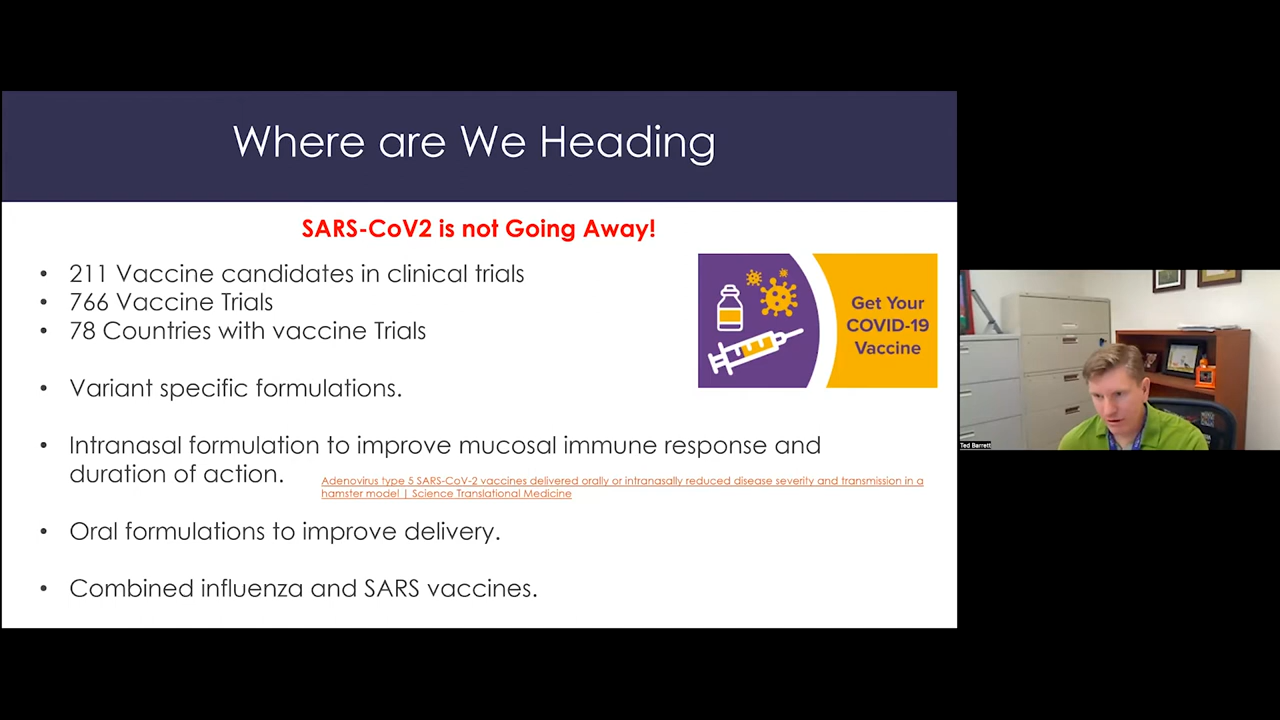 Where are We Heading
SARS-CoV2 is not Going Away!
• 211 Vaccine candidates in clinical trials
• 766 Vaccine Trials
• 78 Countries with vaccine Trials
Get Your
COVID-19
Vaccine
• Variant specific formulations.
• Intranasal formulation to improve mucosal immune response and
duration of action.
Adenovirus type 5 SARS-CoV-2 vaccines delivered orally or intranasally reduced disease severity and transmission in a
hamster model | Science Translational Medicine
• Oral formulations to improve delivery.
• Combined influenza and SARS vaccines.
Ted Barrett